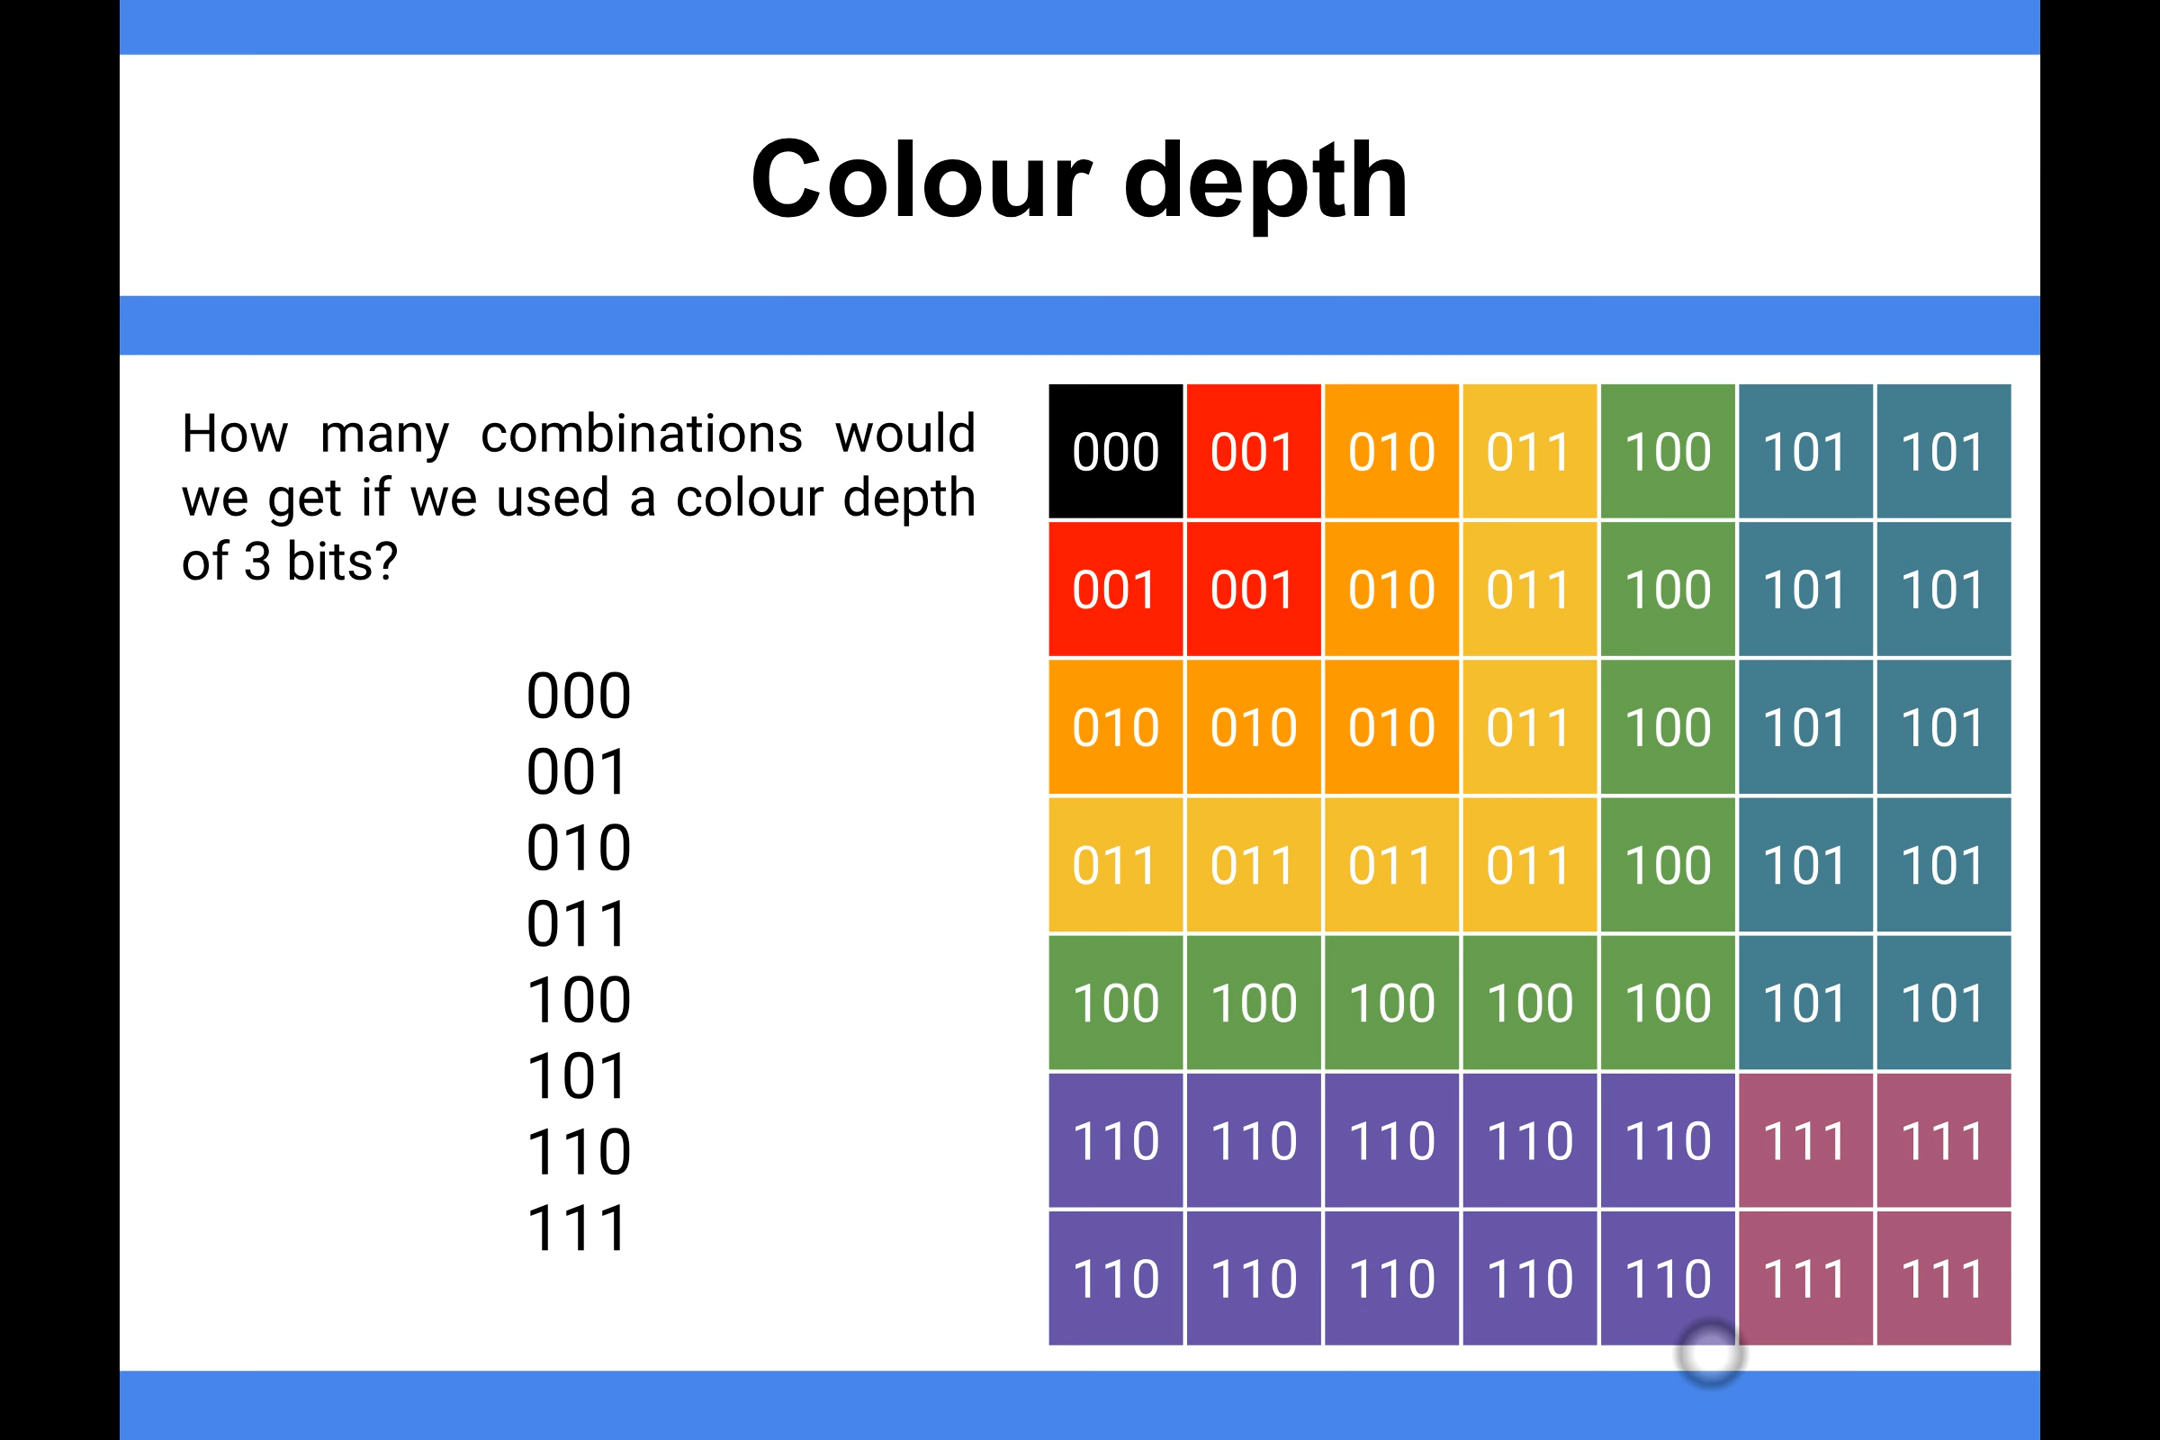 Colour depth
How many combinations would
we get if we used a colour depth
of 3 bits?
000
001
010
011
100
101
110
111
000 001 010 011 100 101 101
001 001 010 011 100 101 101
010 010 010 011 100 101 101
011 011 011 011 100 101 101
100 100 100 100 100 101 101
110 110 110 110 110 111 111
110 110 110 110 110 111 111